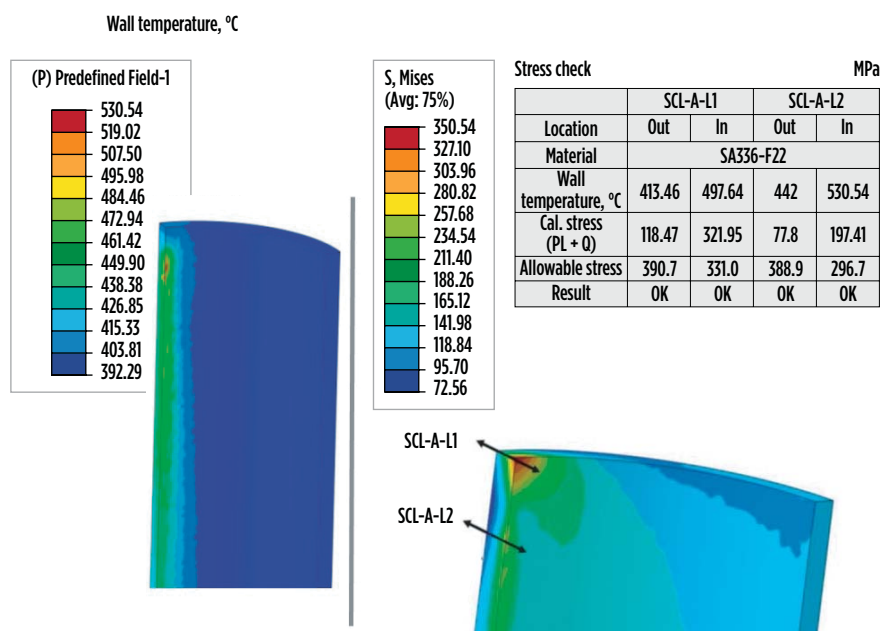 Wall temperature, ºC
(P) Predefined Field-1
530.54
519.02
507.50
495.98
484.46
472.94
461.42
449.90
438.38
426.85
415.33
403.81
392.29
S, Mises
(Avg: 75%)
350.54
327.10
303.96
280.82
257.68
234.54
211.40
188.26
165.12
141.98
118.84
95.70
72.56
Stress check MPa
SCL-A-L1 SCL-A-L2
Location Out In Out In
Material SA336-F22
Wall
temperature, ºC 413.46 497.64 442 530.54
Cal. stress
(PL + Q) 118.47 321.95 77.8 197.41
Allowable stress 390.7 331.0 388.9 296.7
Result OK OK OK OK
SCL-A-L1
SCL-A-L2